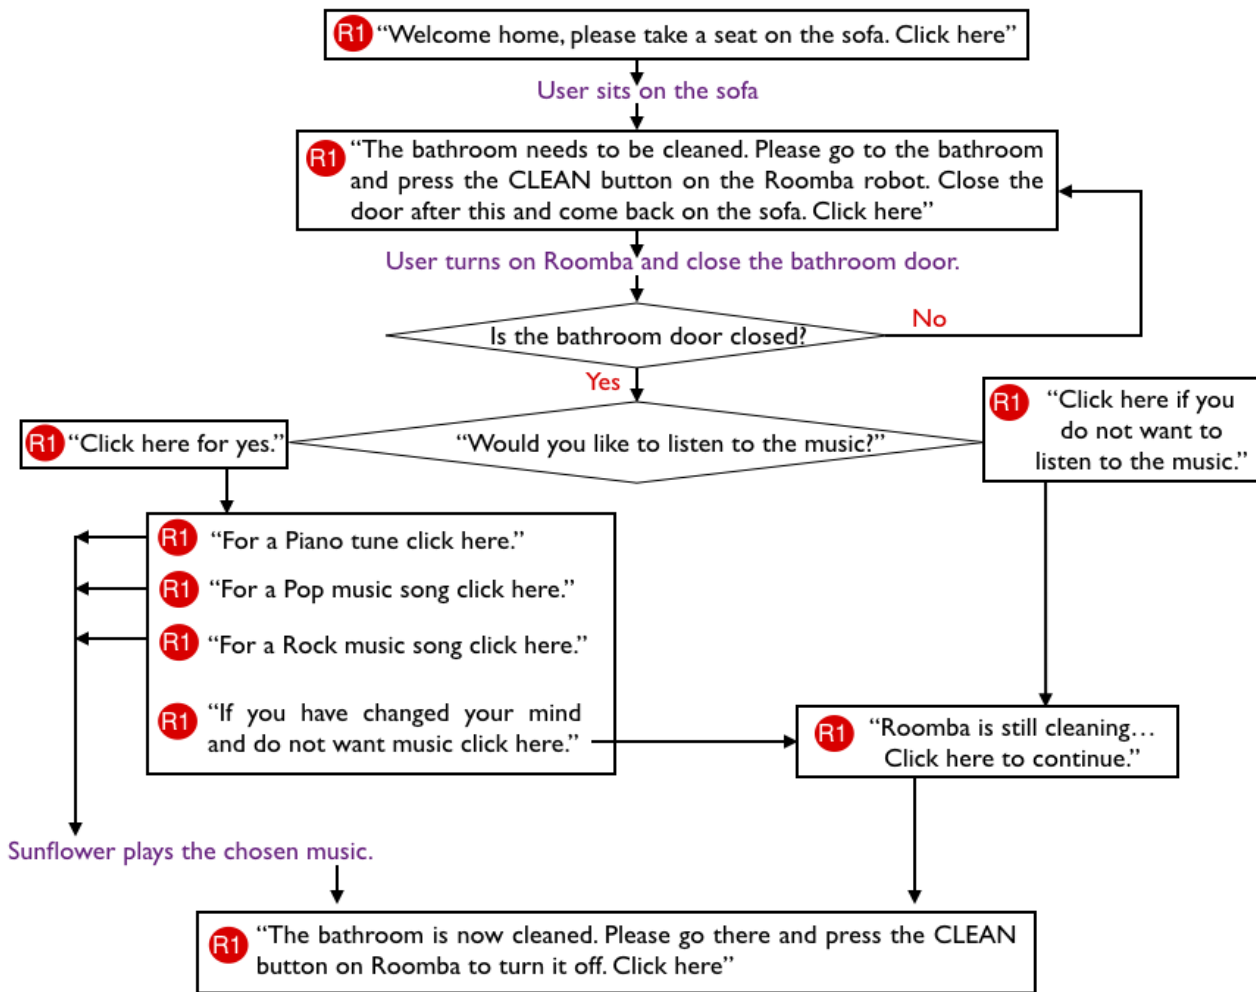 R1 “Welcome home, please take a seat on the sofa. Click here”
User sits on the sofa
R1 “The bathroom needs to be cleaned. Please go to the bathroom
and press the CLEAN button on the Roomba robot. Close the
door after this and come back on the sofa. Click here”
User turns on Roomba and close the bathroom door.
Is the bathroom door closed?
No
Yes
“Would you like to listen to the music?”
R1 “Click here for yes.”
R1 “Click here if you
do not want to
listen to the music.”
R1 “For a Piano tune click here.”
R1 “For a Pop music song click here.”
R1 “For a Rock music song click here.”
R1 “If you have changed your mind
and do not want music click here.”
R1 “Roomba is still cleaning…
Click here to continue.”
Sunflower plays the chosen music.
R1 “The bathroom is now cleaned. Please go there and press the CLEAN
button on Roomba to turn it off. Click here”